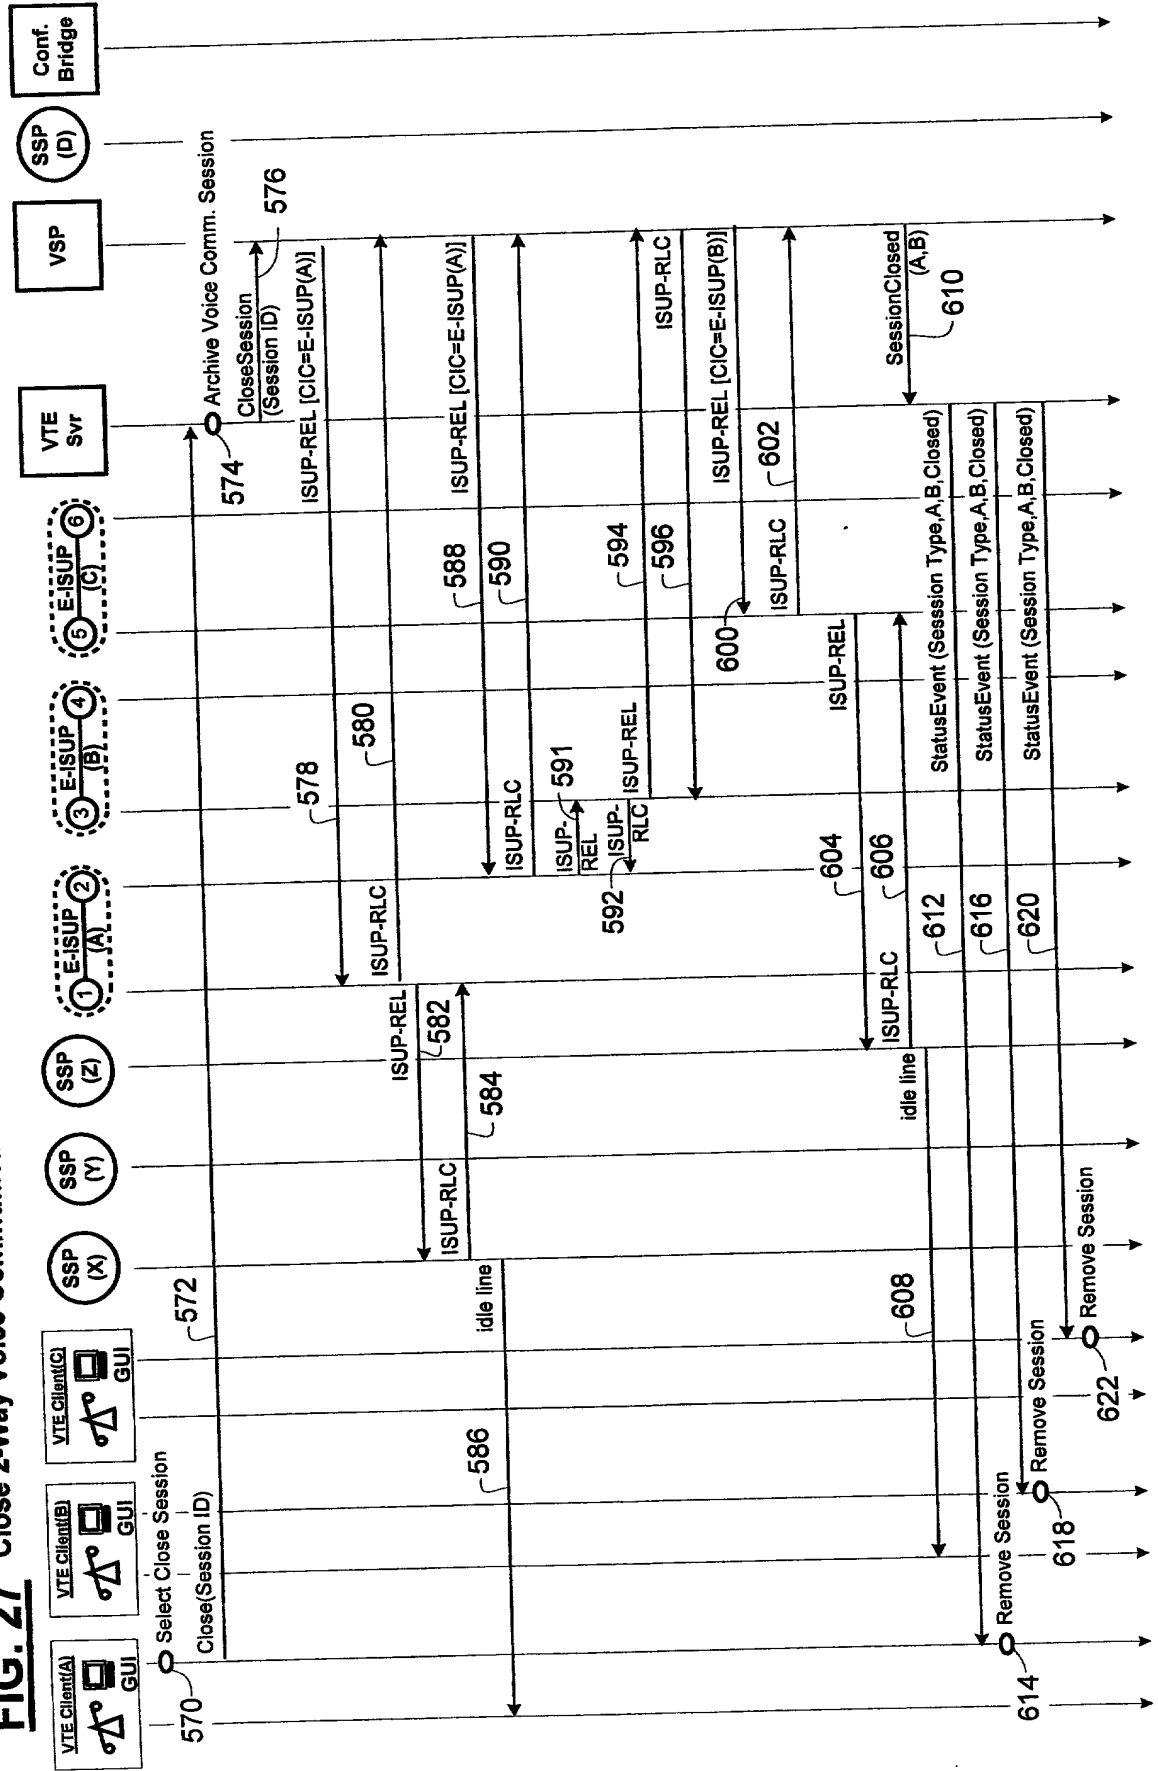 FIG. 27 Close 2-Way Voice
VTE Client(A)
GUI
VTE Client(B)
GUI
VTE Client(C)
GUI
SSP
(X)
SSP
(Y)
SSP
(Z)
1
E-ISUP
(A)
2
3
E-ISUP
(B)
4
5
E-ISUP
(C)
6
VTE
Svr
VSP
SSP
(D)
Conf.
Bridge
570
Select Close Session
Close(Session ID)
572
574
Archive Voice Comm. Session
CloseSession
(Session ID)
576
578
ISUP-REL [CIC=E-ISUP(A)]
ISUP-RLC
580
ISUP-REL
582
ISUP-RLC
584
idle line
586
588
ISUP-REL [CIC=E-ISUP(A)]
ISUP-RLC
590
ISUP-
REL
591
592
ISUP-
RLC
ISUP-REL
594
596
ISUP-RLC
600
ISUP-REL [CIC=E-ISUP(B)]
ISUP-RLC
602
604
ISUP-REL
ISUP-RLC
606
608
idle line
SessionClosed
(A,B)
610
612
StatusEvent (Sesssion Type,A,B,Closed)
614
Remove Session
616
StatusEvent (Session Type,A,B,Closed)
618
Remove Session
620
StatusEvent (Session Type,A,B,Closed)
622
Remove Session